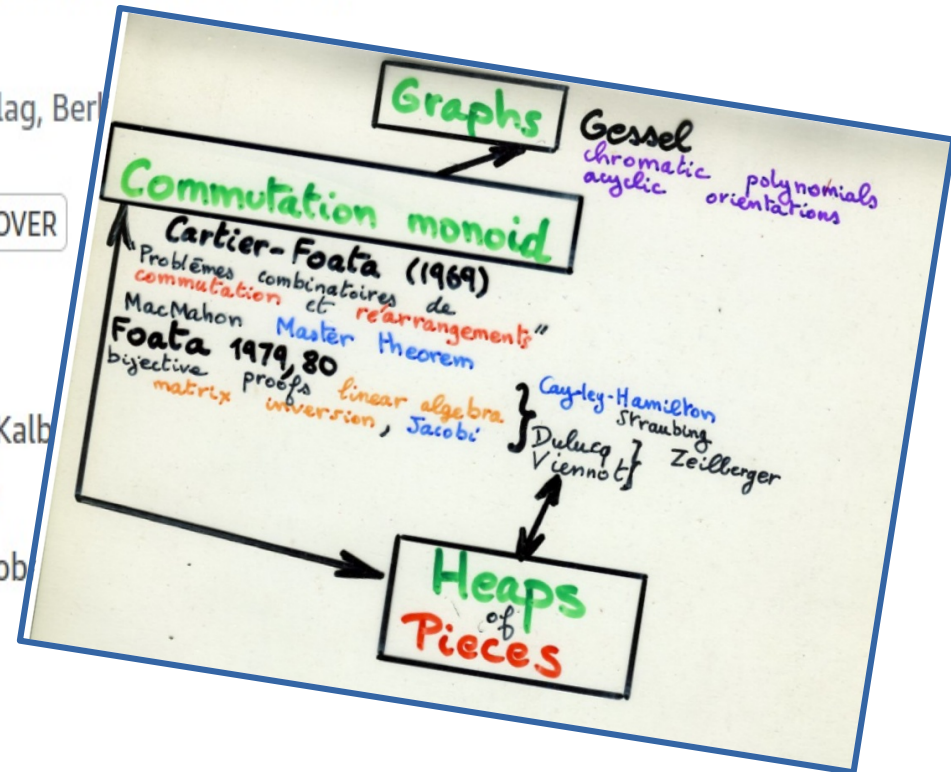 lag, Berl
OVER
Kalb
ob
Graphs
Gessel
chromatic polynomials
acyclic orientations
Commutation monoid
Cartier-Foata (1969)
"Problèmes combinatoires de
commutation et réarrangements"
MacMahon Master theorem
Foata 1979,80
bijective proofs linear algebra
matrix inversion, Jacobi
Cayley-Hamilton
Straubing
Dulucq
Viennot
Zeilberger
Heaps
of
Pieces